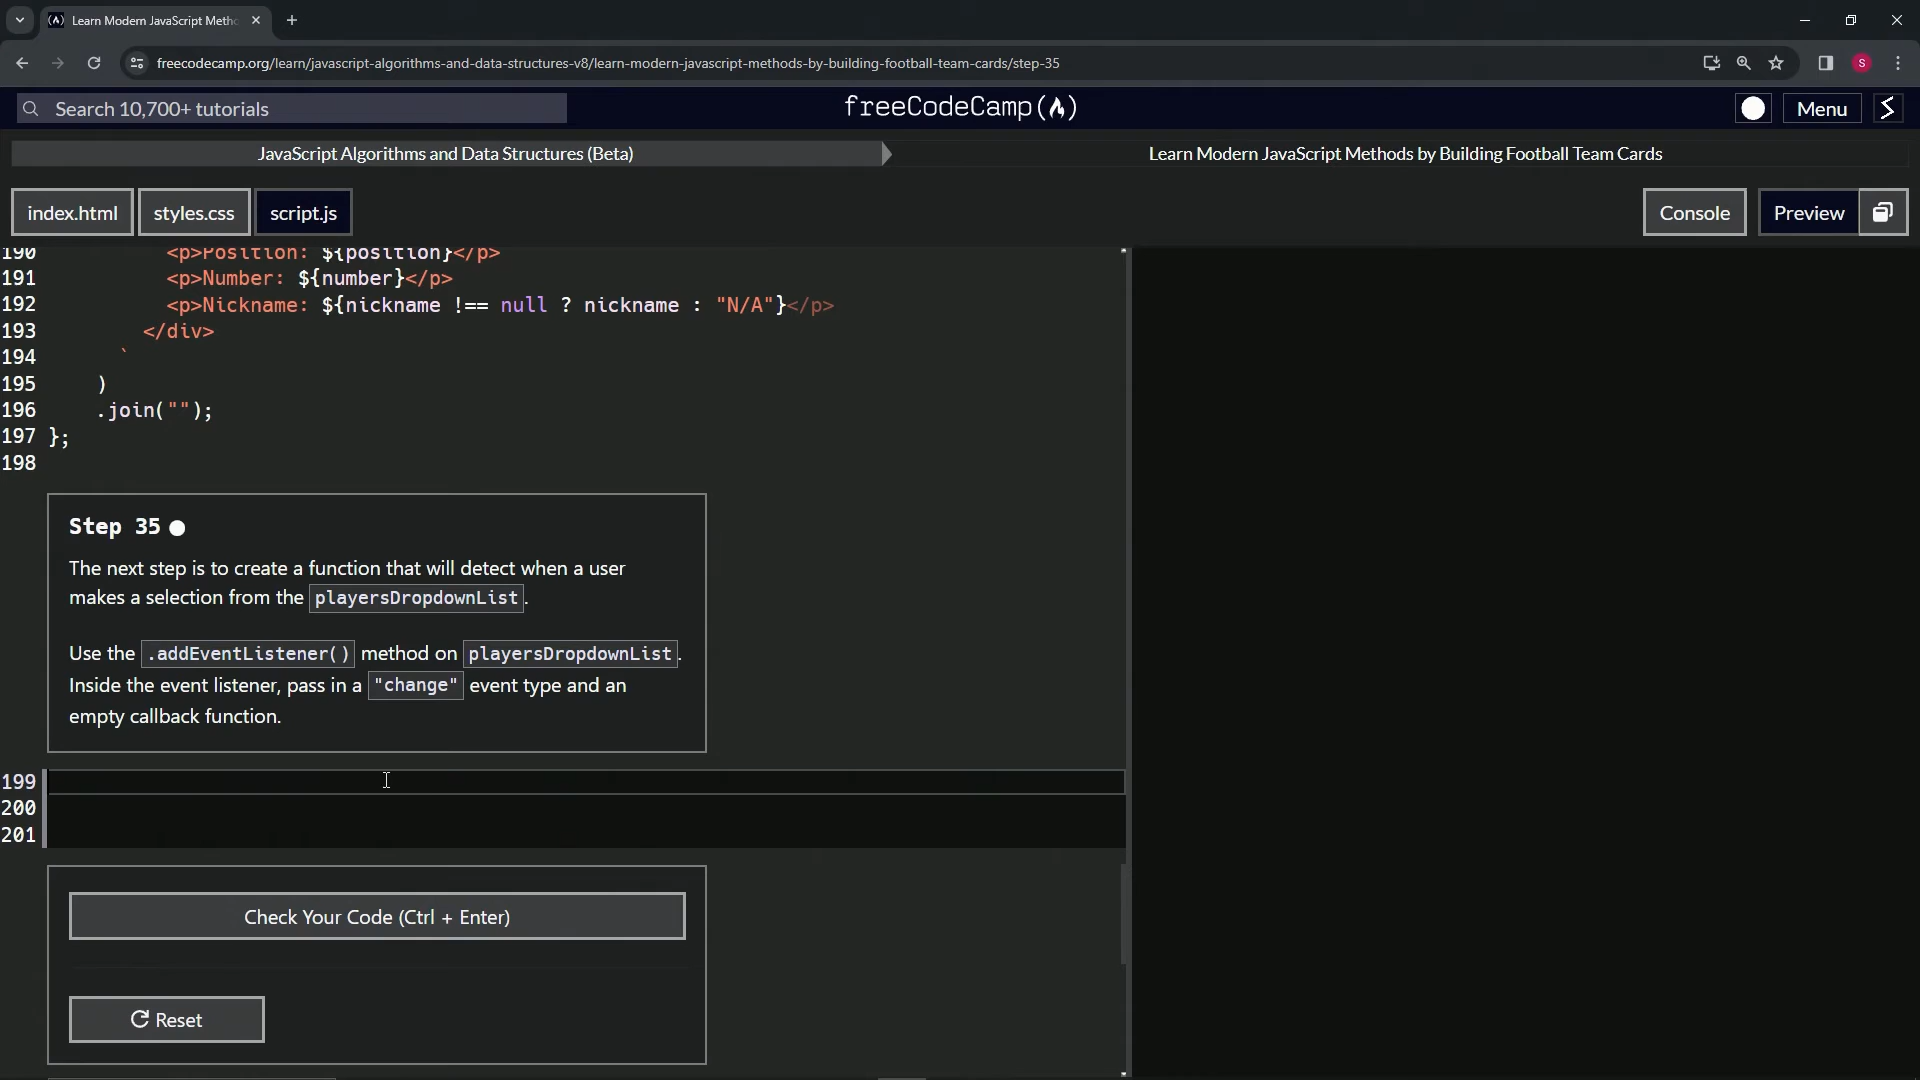 Learn Modern JavaScript Meth
freecodecamp.org/learn/javascript-algorithms-and-data-structures-v8/learn-modern-javascript-methods-by-building-football-team-cards/step-35
S
Search 10,700+ tutorials
freeCodeCamp(🔥)
Menu
JavaScript Algorithms and Data Structures (Beta)
Learn Modern JavaScript Methods by Building Football Team Cards
index.html
styles.css
script.js
Console
Preview
190 <p>Position: ${position}</p>
191 <p>Number: ${number}</p>
192 <p>Nickname: ${nickname !== null ? nickname : "N/A"}</p>
193 </div>
194 `
195 )
196 .join("");
197 };
198
Step 35
The next step is to create a function that will detect when a user
makes a selection from the playersDropdownList.
Use the .addEventListener() method on playersDropdownList.
Inside the event listener, pass in a "change" event type and an
empty callback function.
199
200
201
Check Your Code (Ctrl + Enter)
Reset